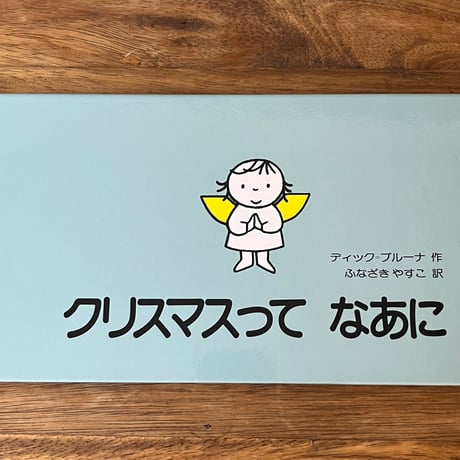 ディック=ブルーナ 作
ふなざき やすこ 訳
クリスマスって なあに